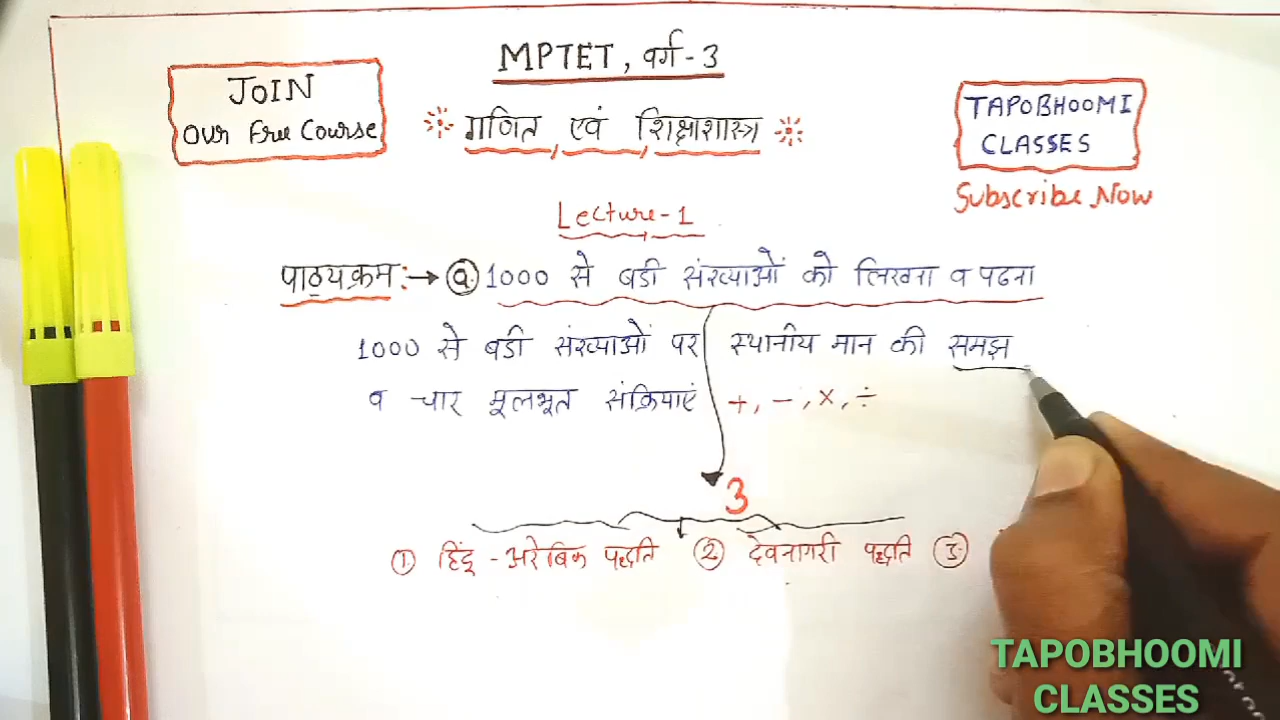 MPTET, वर्ग-3
JOIN
Our Free Course
गणित एवं शिक्षाशास्त्र
TAPOBHOOMI
CLASSES
Subscribe Now
Lecture-1
पाठ्यक्रम:→ @ 1000 से बडी संख्याओं को लिखना व पढना
1000 से बडी संख्याओं पर स्थानीय मान की समझ
व चार मूलभूत संक्रियाएं +, -, ×, ÷
3
① हिंदू-अरेबिक पद्धति ② देवनागरी पद्धति ③
TAPOBHOOMI
CLASSES